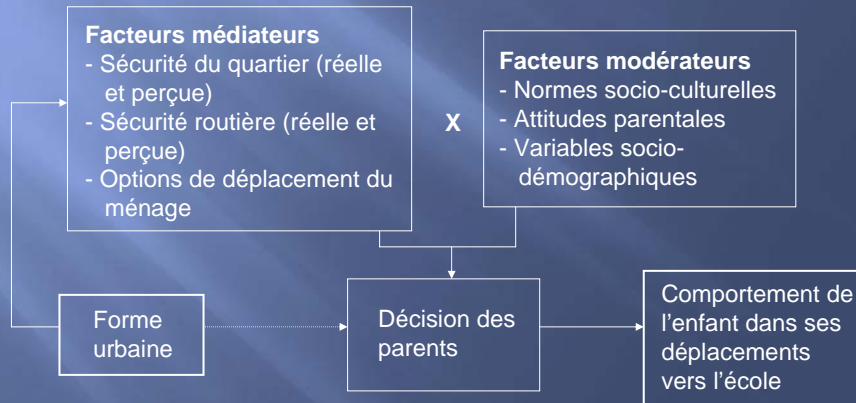 Facteurs médiateurs
- Sécurité du quartier (réelle
et perçue)
- Sécurité routière (réelle et
perçue)
- Options de déplacement du
ménage
X
Facteurs modérateurs
- Normes socio-culturelles
- Attitudes parentales
- Variables socio-
démographiques
Forme
urbaine
Décision des
parents
Comportement de
l’enfant dans ses
déplacements
vers l’école